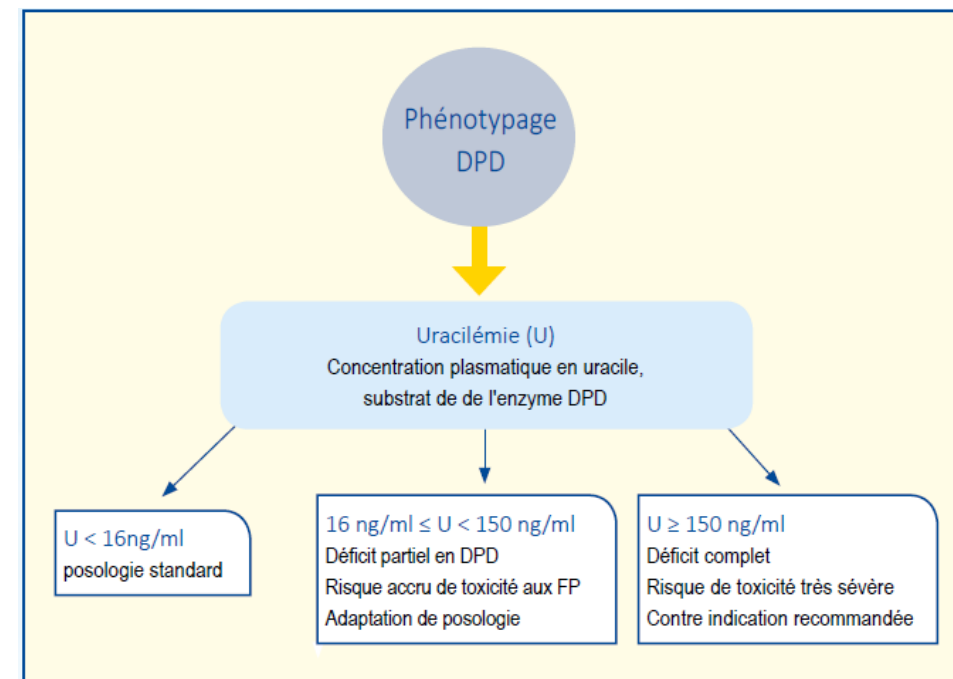 Phénotypage
DPD
Uracilémie (U)
Concentration plasmatique en uracile,
substrat de de l'enzyme DPD
U < 16ng/ml
posologie standard
16 ng/ml ≤ U < 150 ng/ml
Déficit partiel en DPD
Risque accru de toxicité aux FP
Adaptation de posologie
U ≥ 150 ng/ml
Déficit complet
Risque de toxicité très sévère
Contre indication recommandée